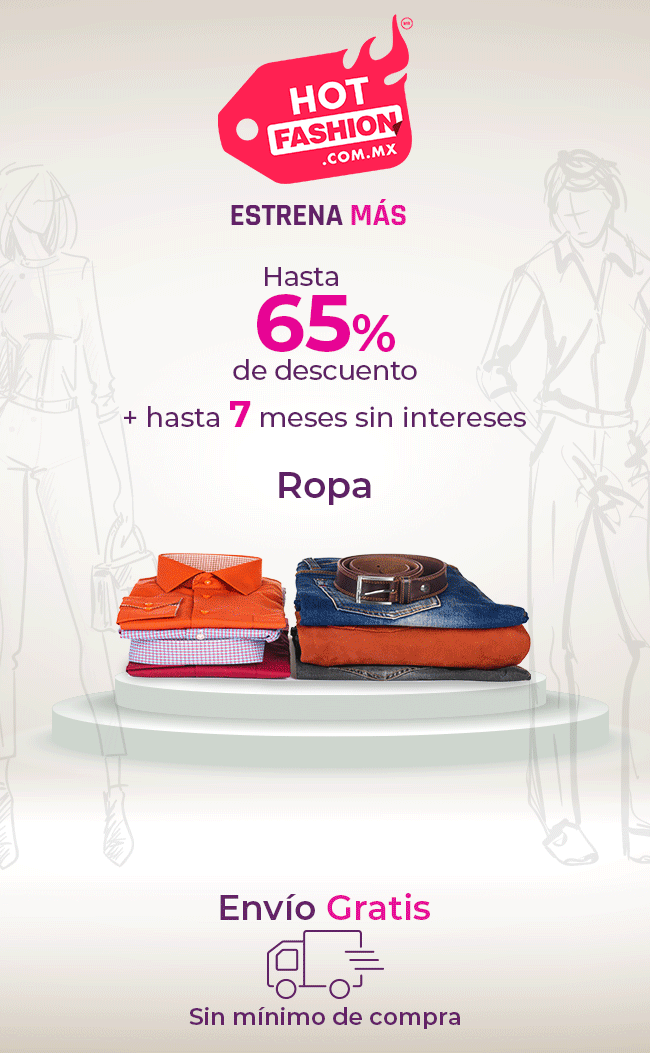 HOT
FASHION
.COM.MX
ESTRENA MÁS
Hasta
65%
de descuento
+ hasta 7 meses sin intereses
Ropa
Envío Gratis
Sin mínimo de compra